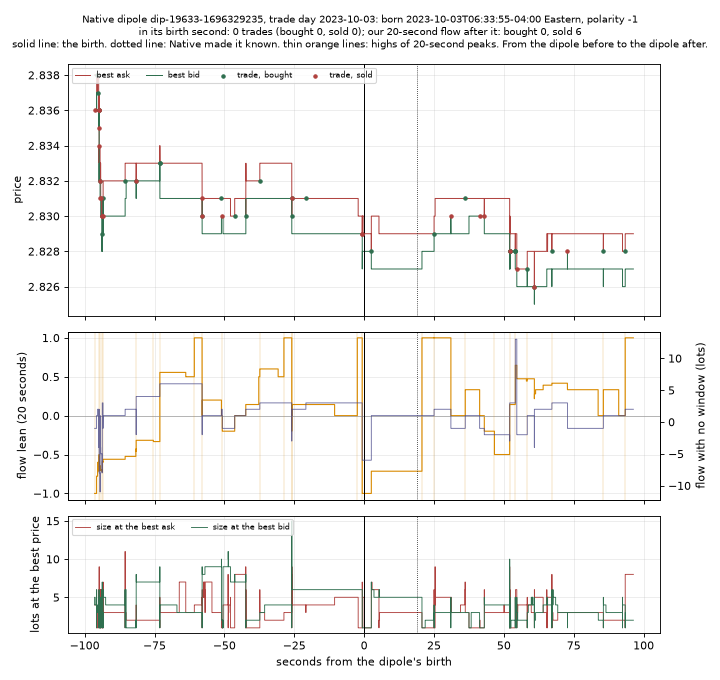 Native dipole dip-19633-1696329235, trade day 2023-10-03: born 2023-10-03T06:33:55-04:00 Eastern, polarity -1
in its birth second: 0 trades (bought 0, sold 0); our 20-second flow after it: bought 0, sold 6
solid line: the birth. dotted line: Native made it known. thin orange lines: highs of 20-second peaks. From the dipole before to the dipole after.
best ask best bid trade, bought trade, sold
price
2.838
2.836
2.834
2.832
2.830
2.828
2.826
flow lean (20 seconds)
1.0
0.5
0.0
−0.5
−1.0
10
5
0
−5
−10
flow with no window (lots)
size at the best ask size at the best bid
lots at the best price
15
10
5
−100 −75 −50 −25 0 25 50 75 100
seconds from the dipole's birth